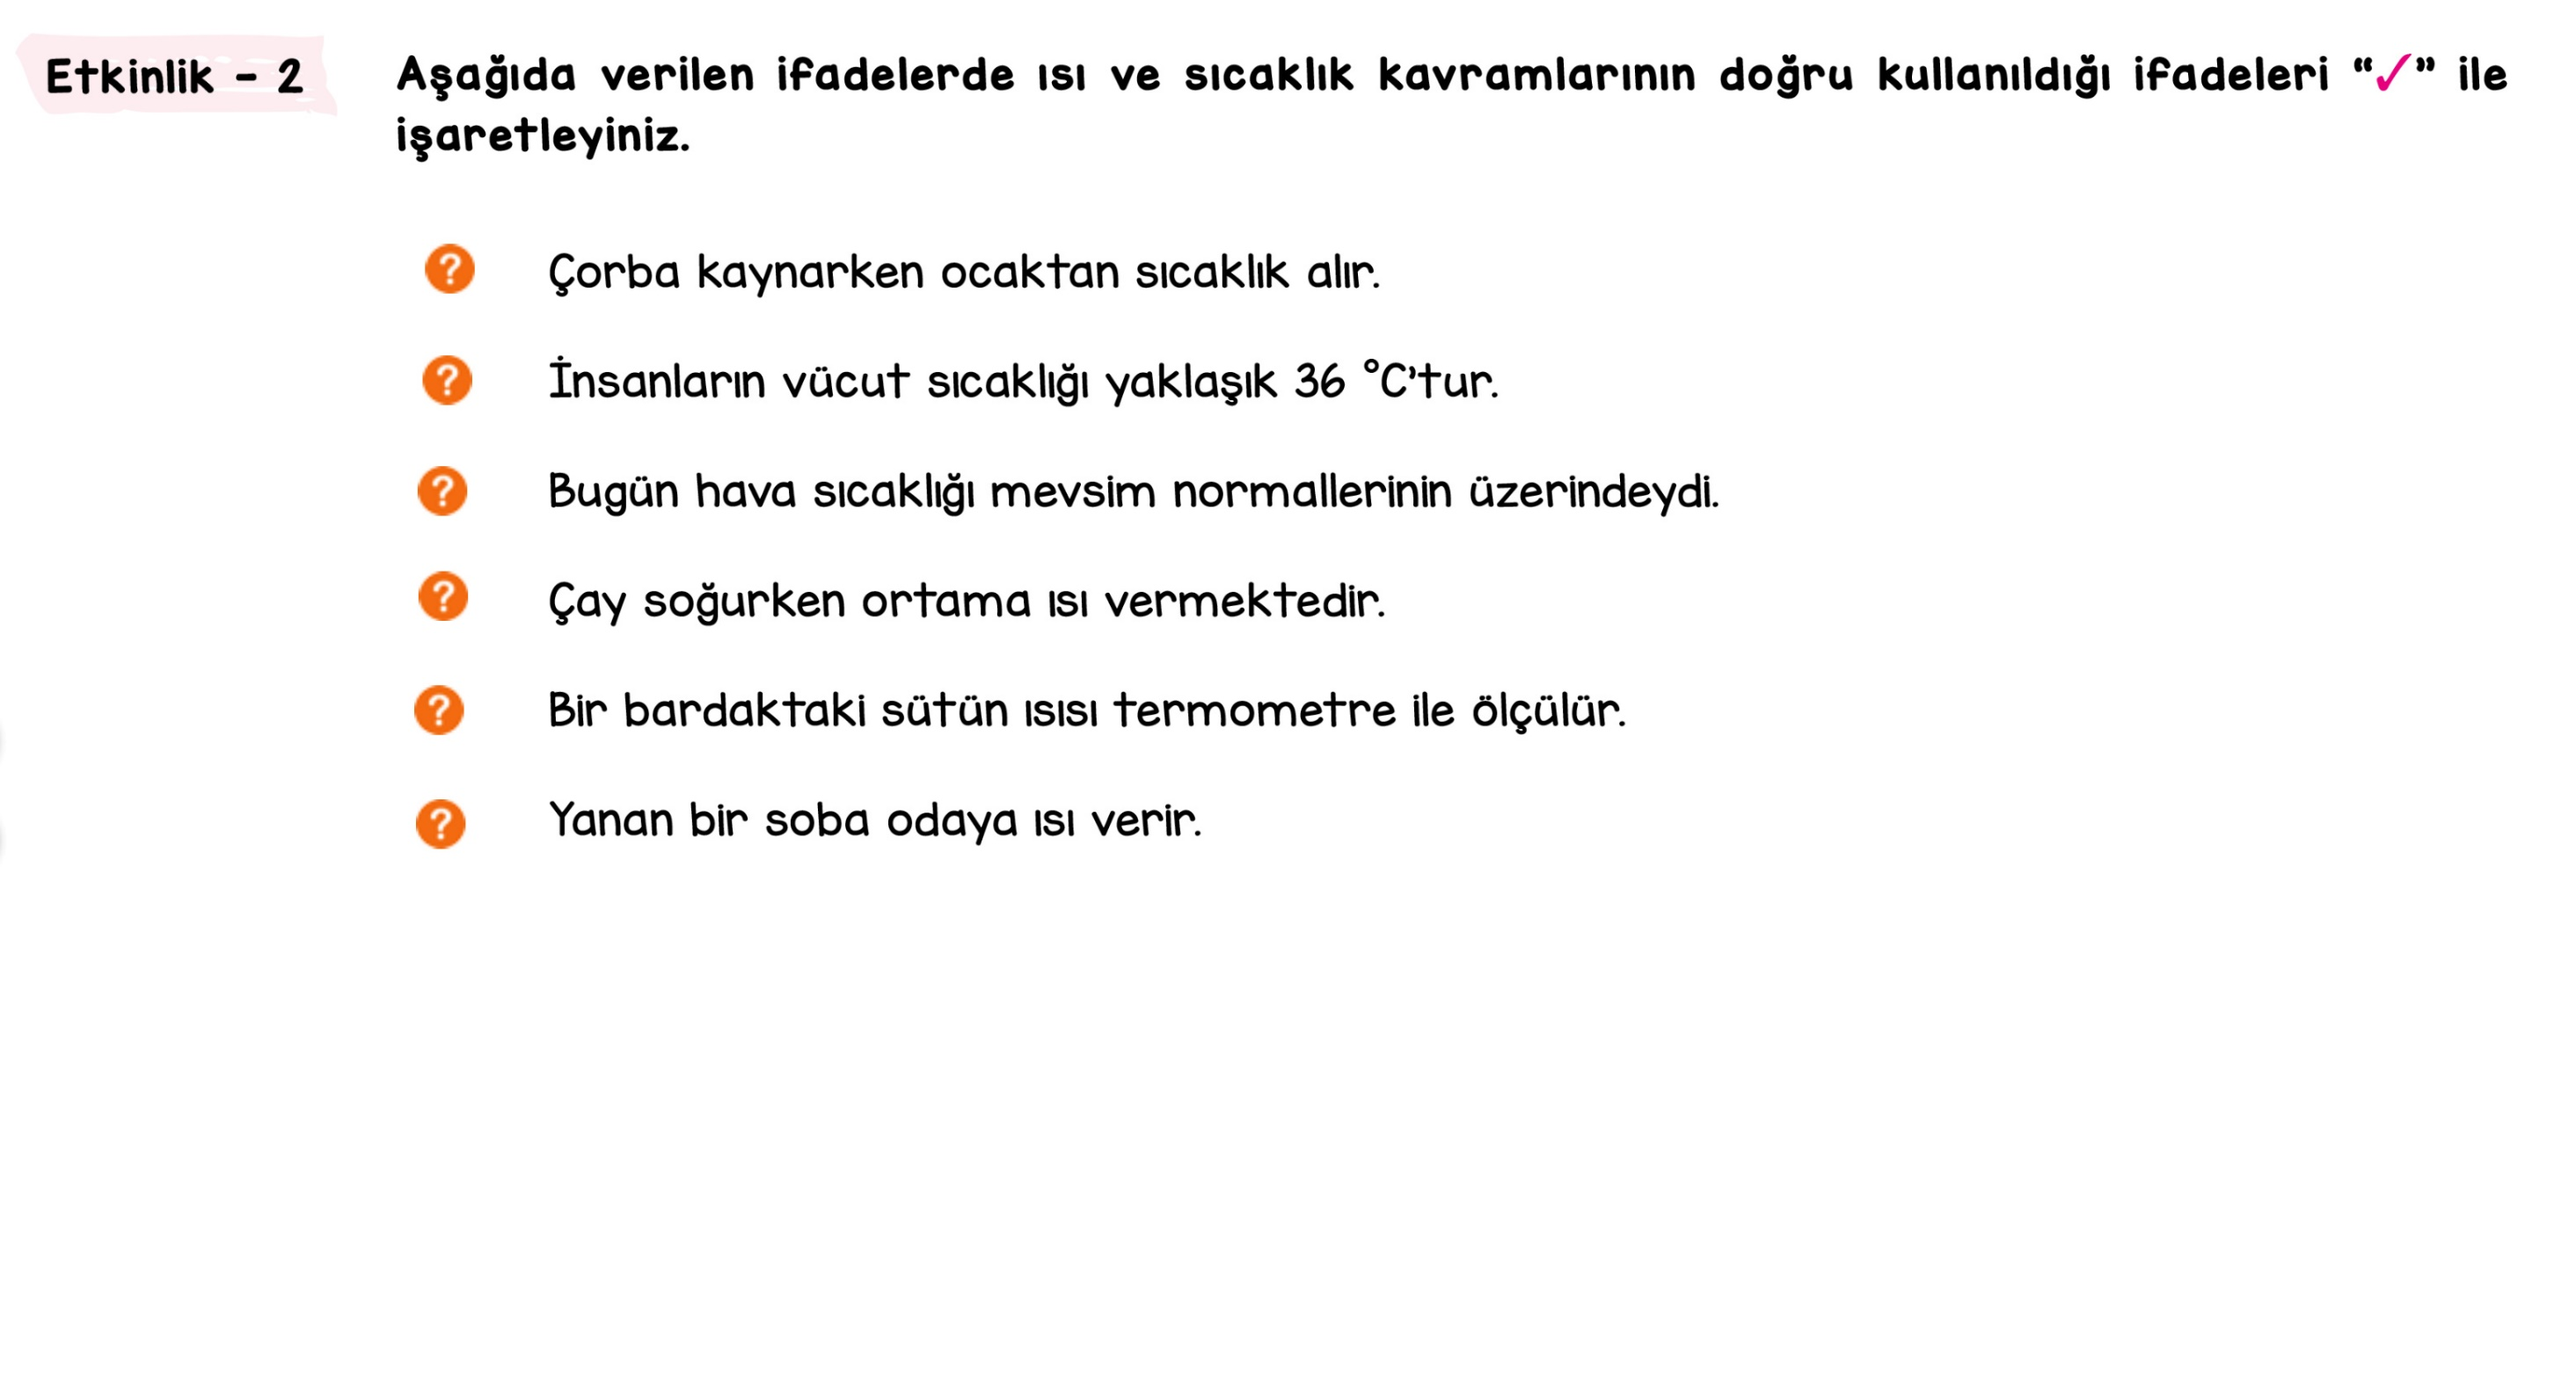 Etkinlik - 2
Aşağıda verilen ifadelerde ısı ve sıcaklık kavramlarının doğru kullanıldığı ifadeleri “✓” ile
işaretleyiniz.
? Çorba kaynarken ocaktan sıcaklık alır.
? İnsanların vücut sıcaklığı yaklaşık 36 °C'tur.
? Bugün hava sıcaklığı mevsim normallerinin üzerindeydi.
? Çay soğurken ortama ısı vermektedir.
? Bir bardaktaki sütün ısısı termometre ile ölçülür.
? Yanan bir soba odaya ısı verir.